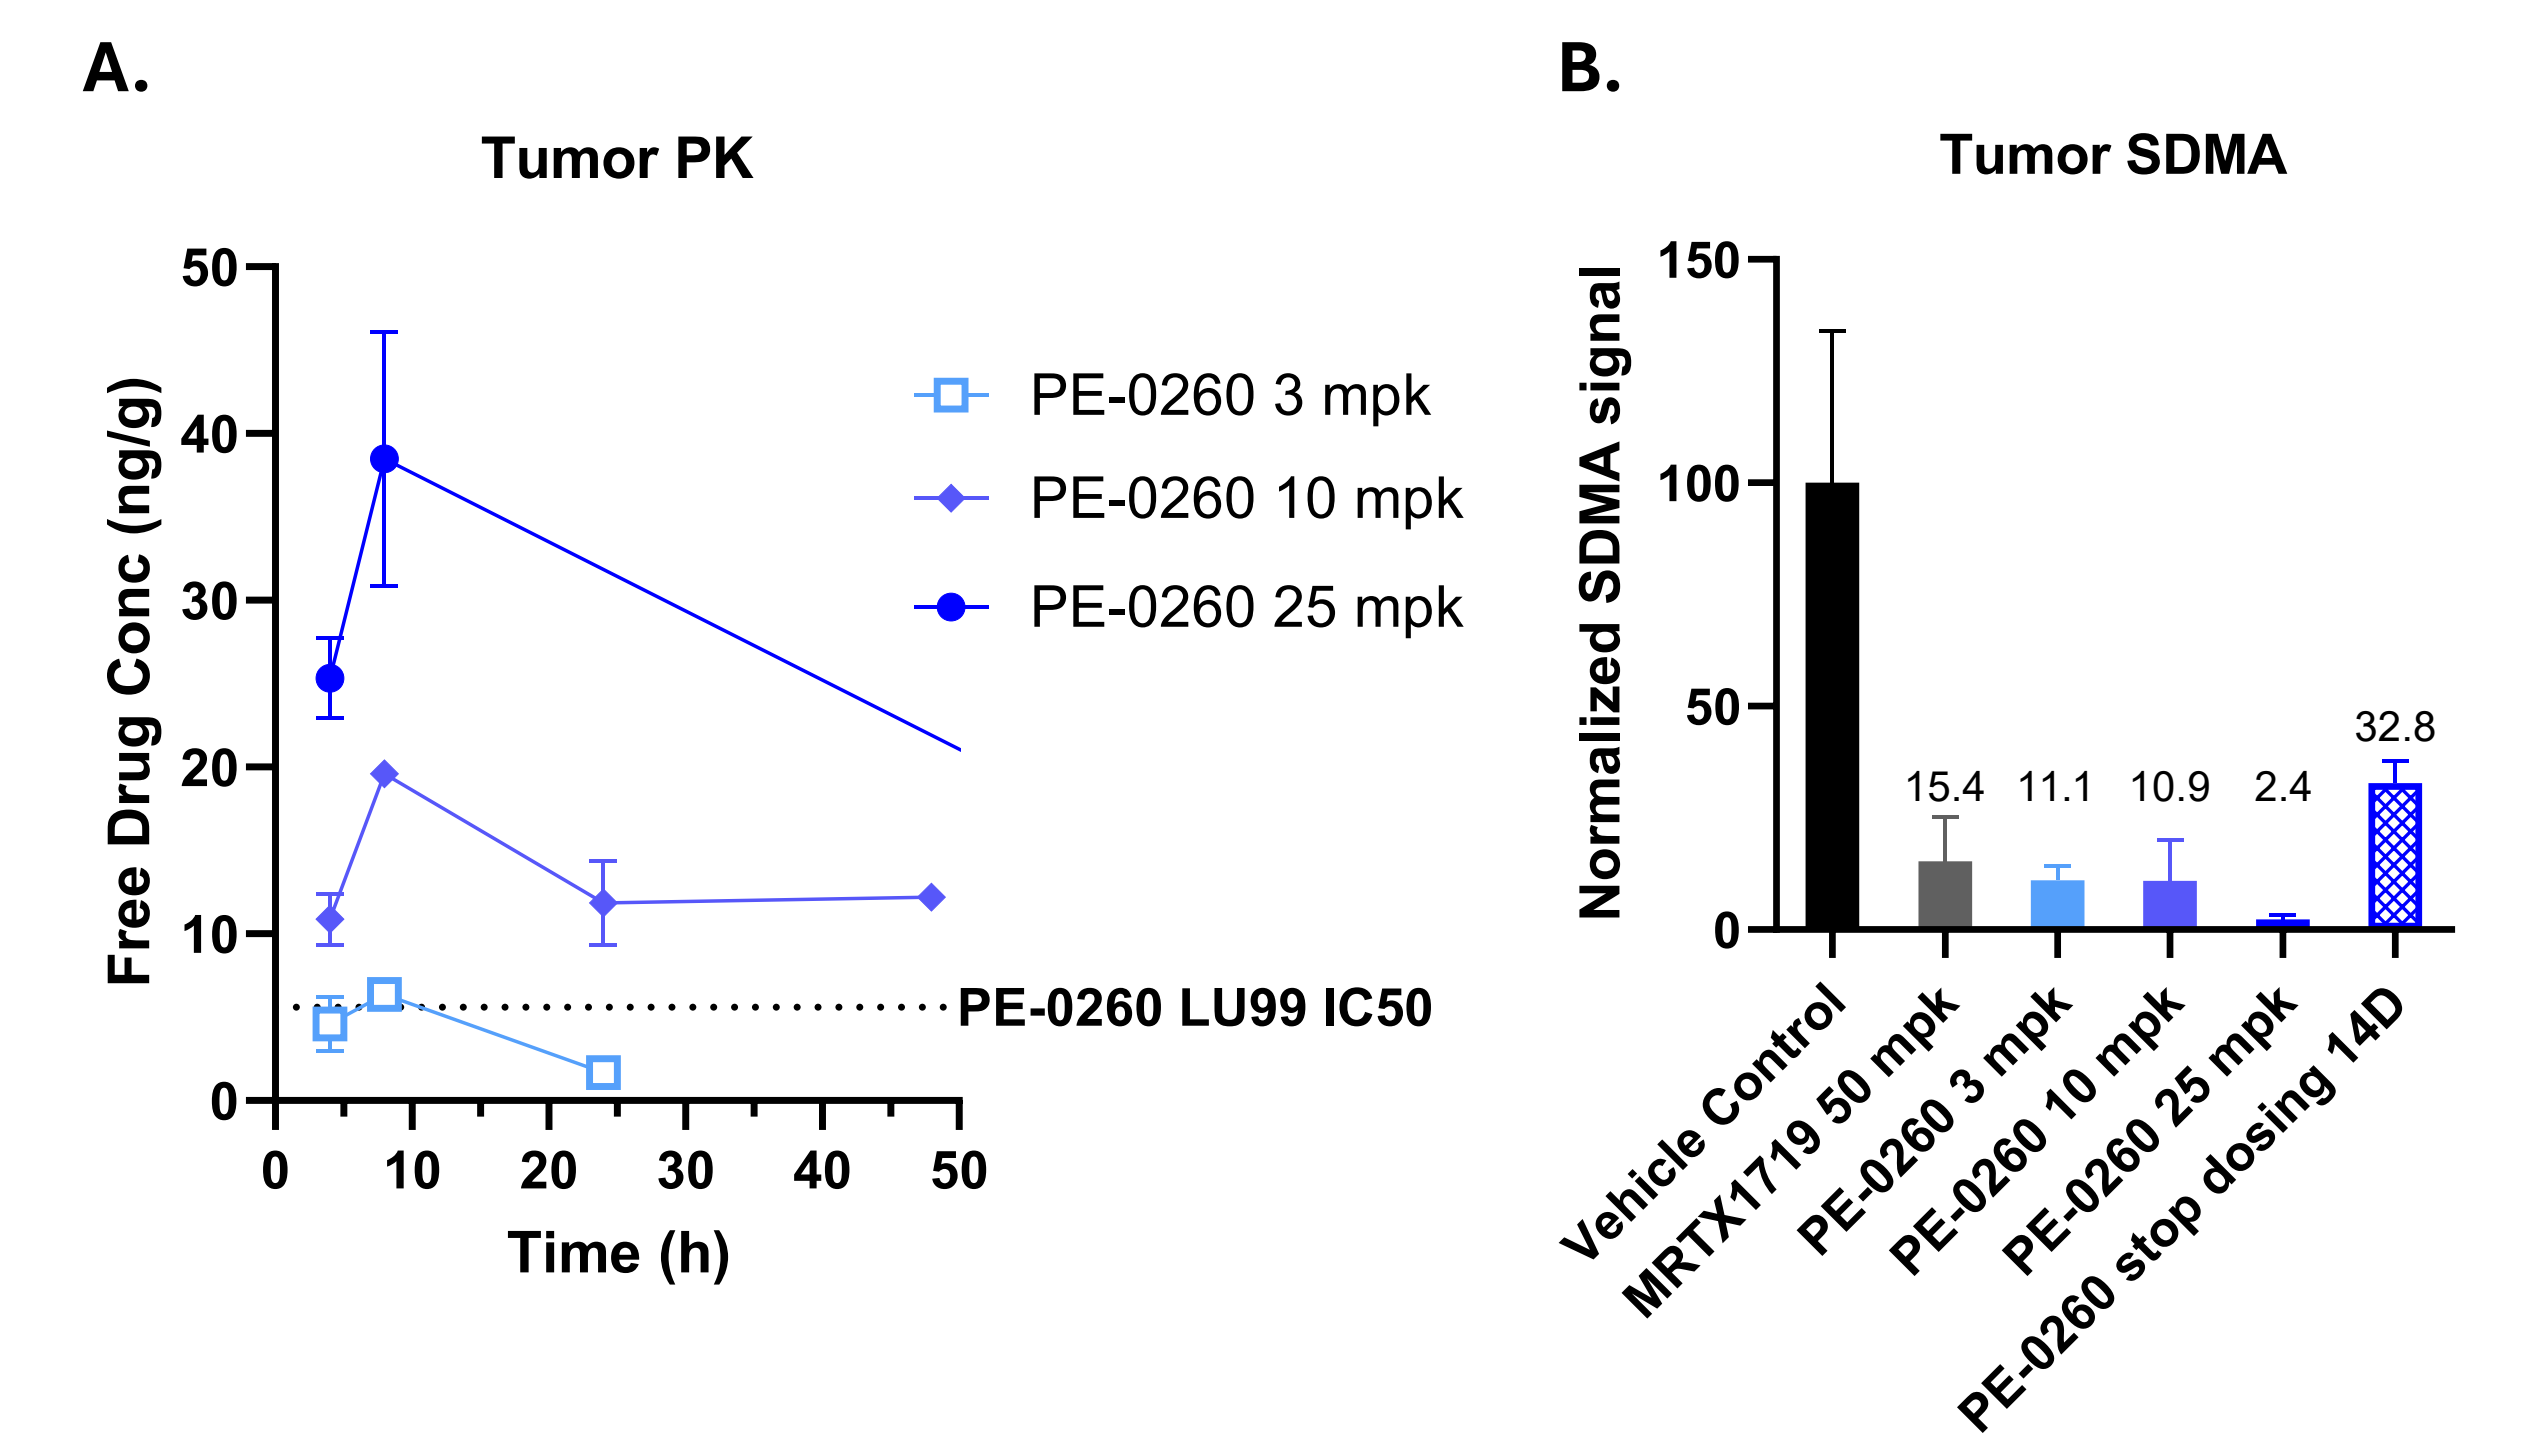 A.
Tumor PK
Free Drug Conc (ng/g)
50
40
30
20
10
0
0 10 20 30 40 50
Time (h)
PE-0260 3 mpk
PE-0260 10 mpk
PE-0260 25 mpk
PE-0260 LU99 IC50
B.
Tumor SDMA
Normalized SDMA signal
150
100
50
0
15.4 11.1 10.9 2.4 32.8
Vehicle Control
MRTX1719 50 mpk
PE-0260 3 mpk
PE-0260 10 mpk
PE-0260 25 mpk
PE-0260 stop dosing 14D